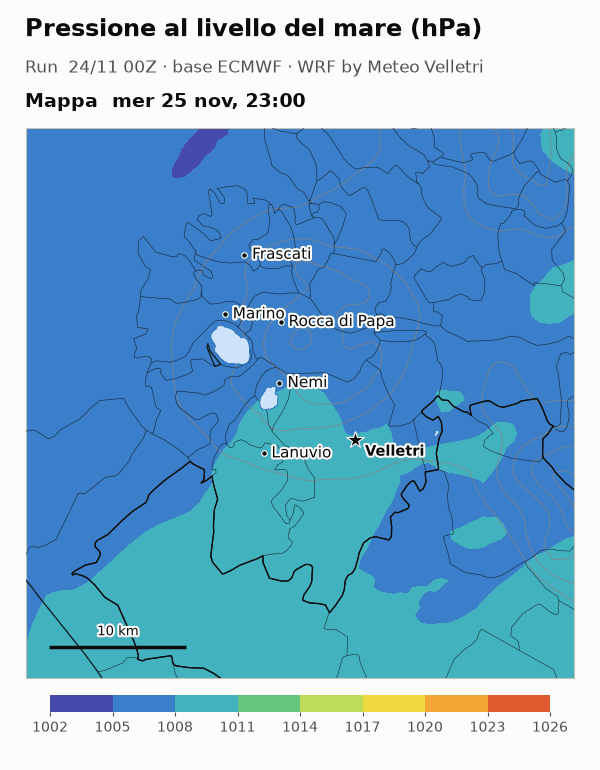 Pressione al livello del mare (hPa)
Run  24/11 00Z · base ECMWF · WRF by Meteo Velletri
Mappa  mer 25 nov, 23:00
Frascati
Marino
Rocca di Papa
Nemi
Velletri
Lanuvio
10 km
1002 1005 1008 1011 1014 1017 1020 1023 1026